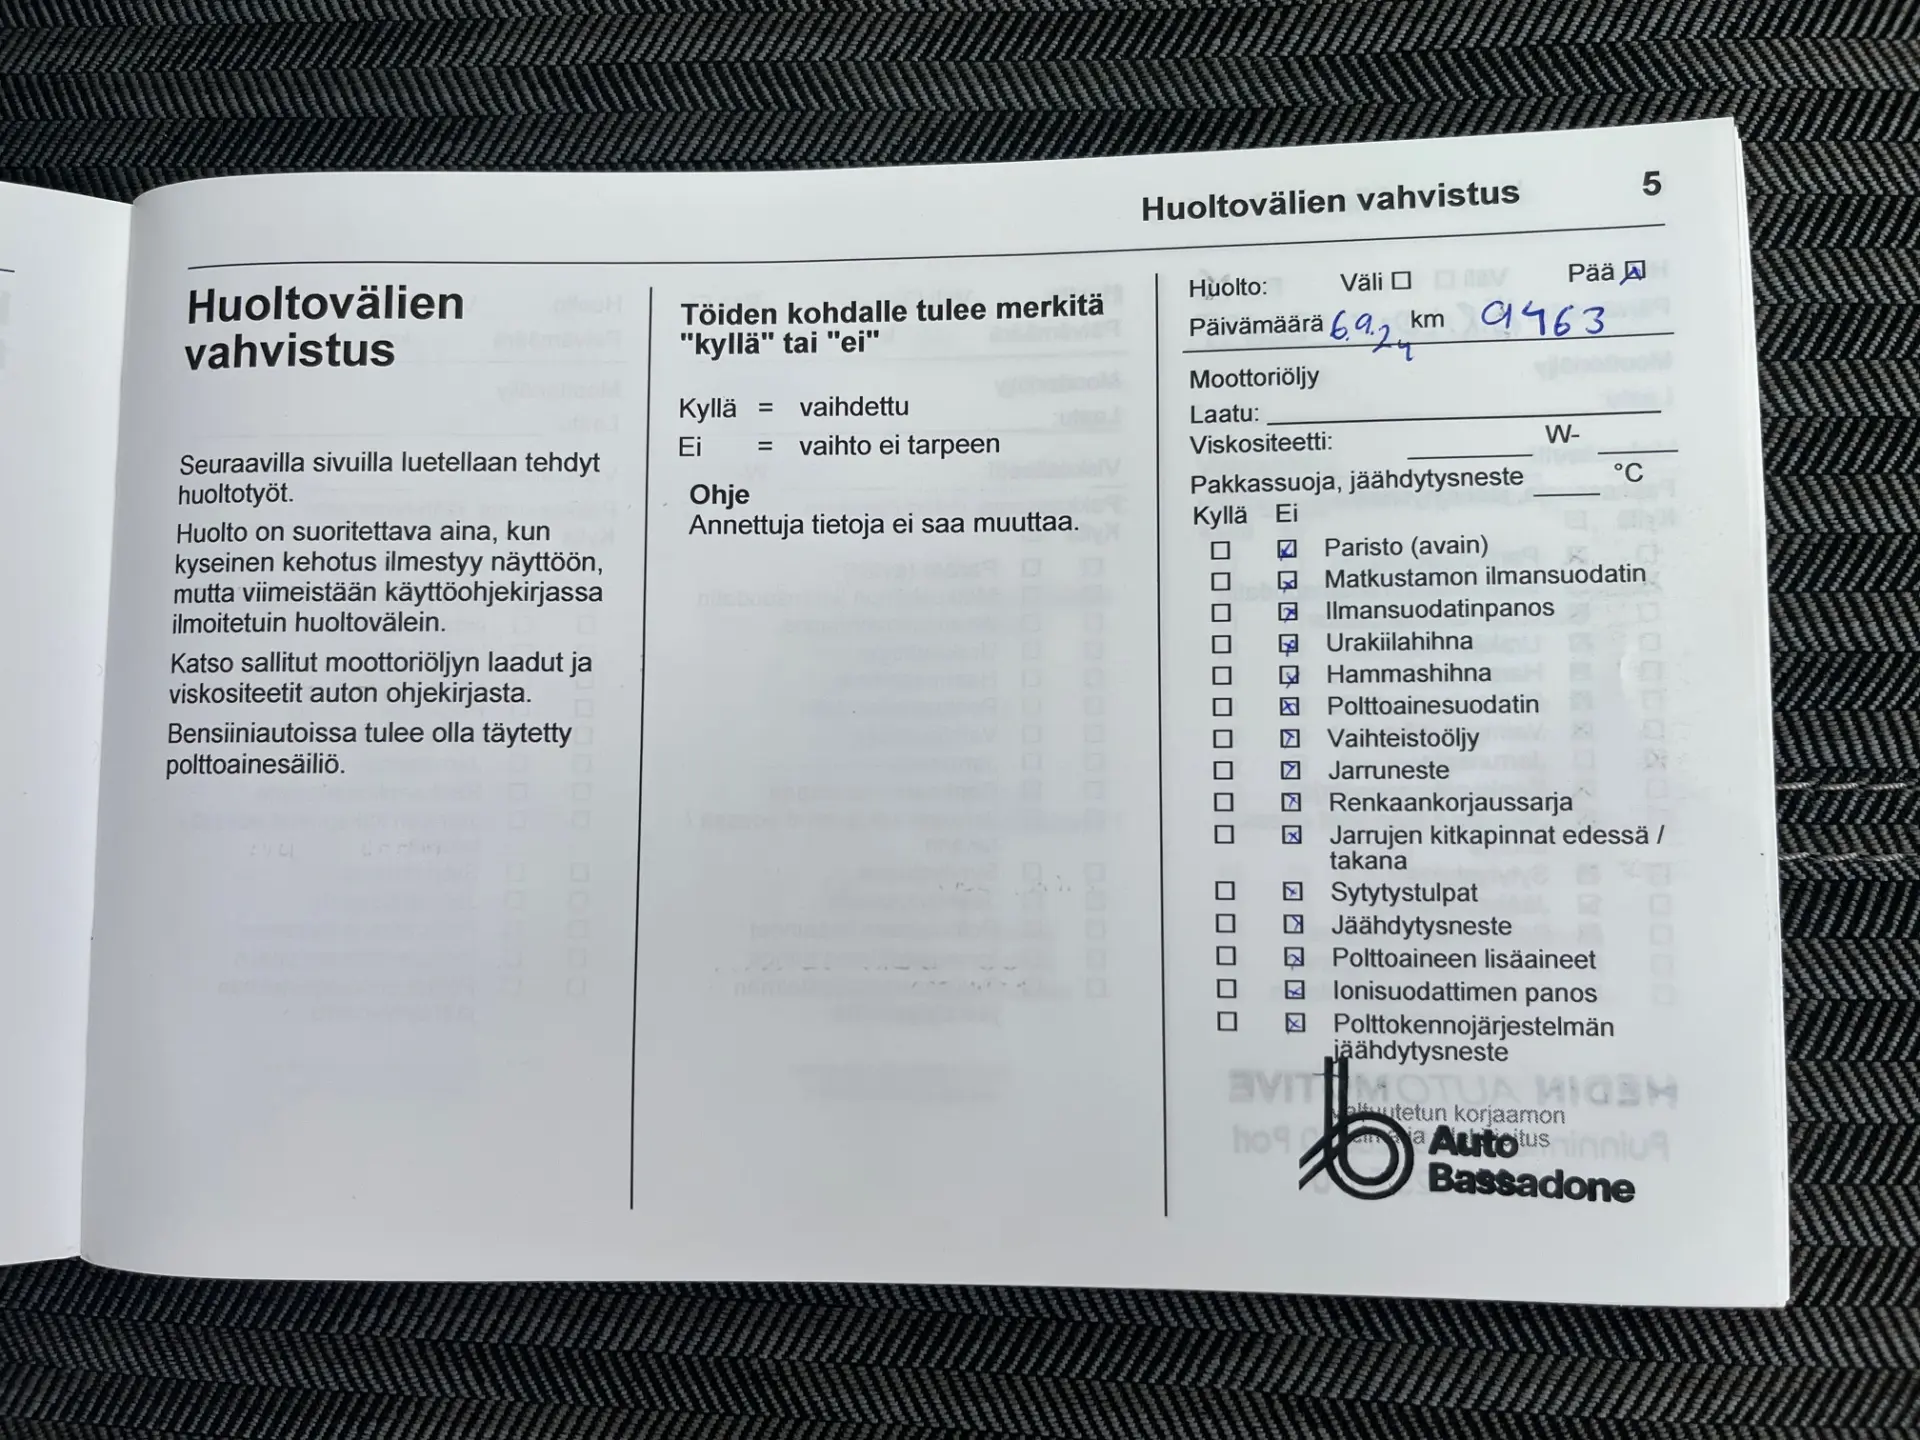 Huoltovälien vahvistus 5
Huoltovälien
vahvistus
Seuraavilla sivuilla luetellaan tehdyt
huoltotyöt.
Huolto on suoritettava aina, kun
kyseinen kehotus ilmestyy näyttöön,
mutta viimeistään käyttöohjekirjassa
ilmoitetuin huoltovälein.
Katso sallitut moottoriöljyn laadut ja
viskositeetit auton ohjekirjasta.
Bensiiniautoissa tulee olla täytetty
polttoainesäiliö.
Töiden kohdalle tulee merkitä
"kyllä" tai "ei"
Kyllä = vaihdettu
Ei = vaihto ei tarpeen
Ohje
Annettuja tietoja ei saa muuttaa.
Huolto: Väli Pää
Päivämäärä 6.9.24 km 9463
Moottoriöljy
Laatu:
Viskositeetti: W-
Pakkassuoja, jäähdytysneste °C
Kyllä Ei
Paristo (avain)
Matkustamon ilmansuodatin
Ilmansuodatinpanos
Urakiilahihna
Hammashihna
Polttoainesuodatin
Vaihteistoöljy
Jarruneste
Renkaankorjaussarja
Jarrujen kitkapinnat edessä /
takana
Sytytystulpat
Jäähdytysneste
Polttoaineen lisäaineet
Ionisuodattimen panos
Polttokennojärjestelmän
jäähdytysneste
korjaamon
Auto
Bassadone